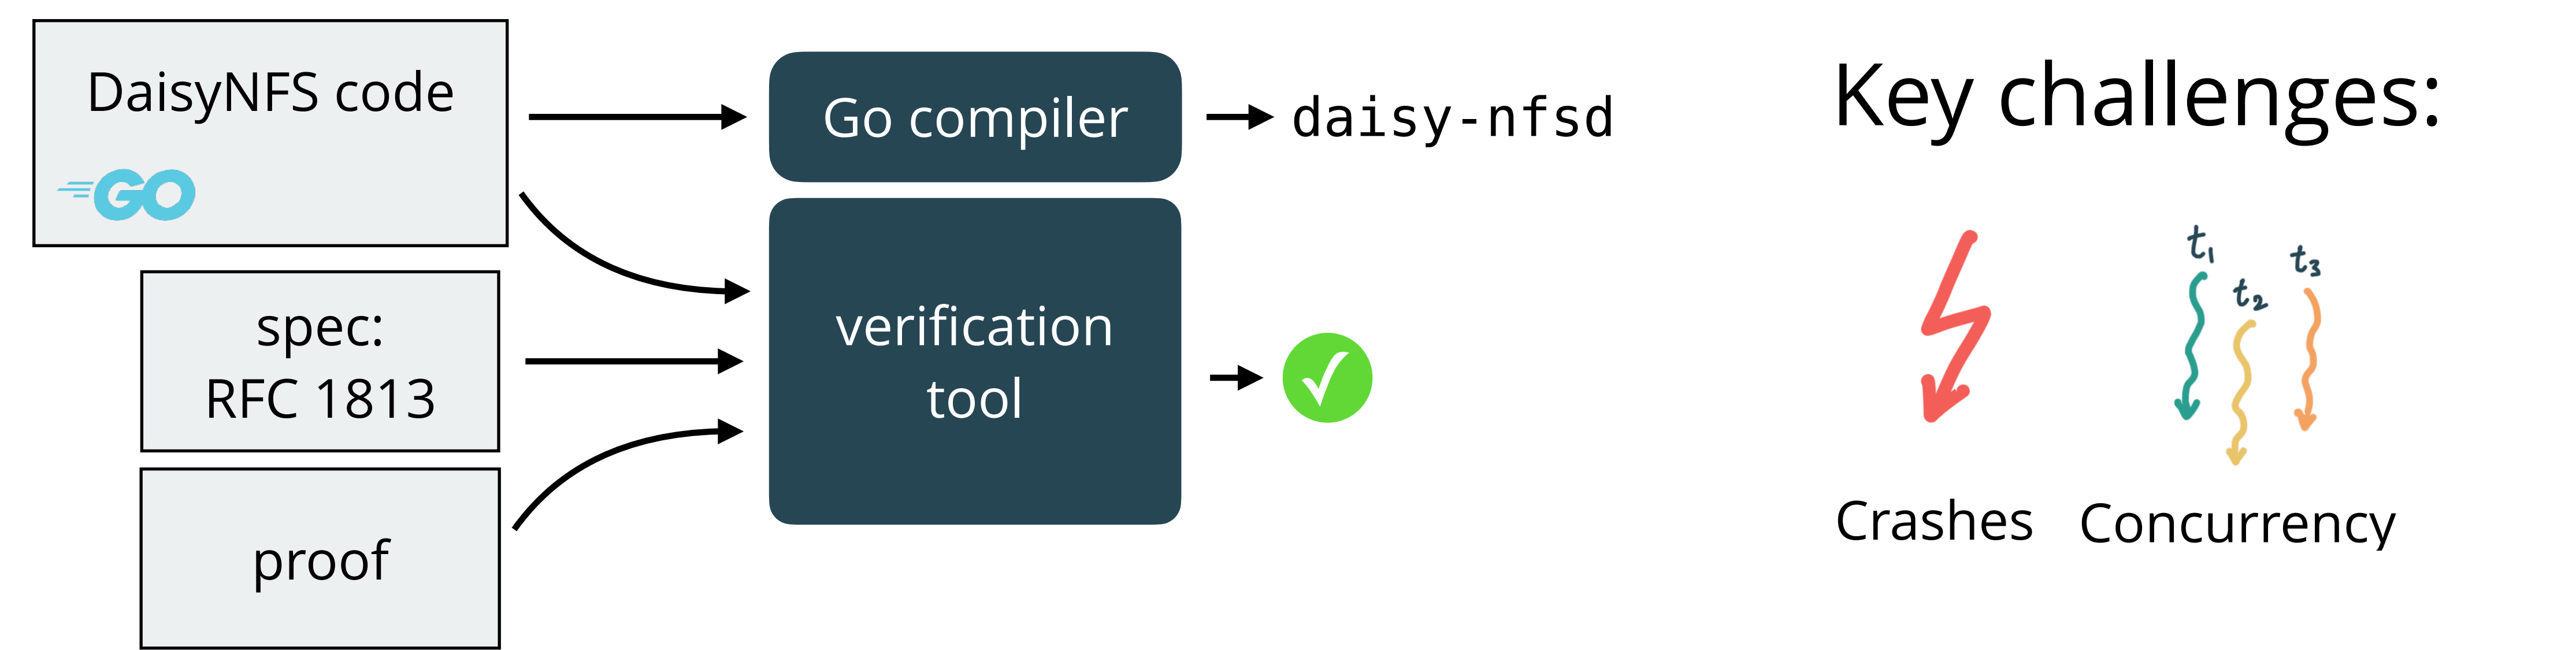 DaisyNFS code
GO
spec:
RFC 1813
proof
Go compiler
verification
tool
daisy-nfsd
Key challenges:
t1
t2
t3
Crashes
Concurrency